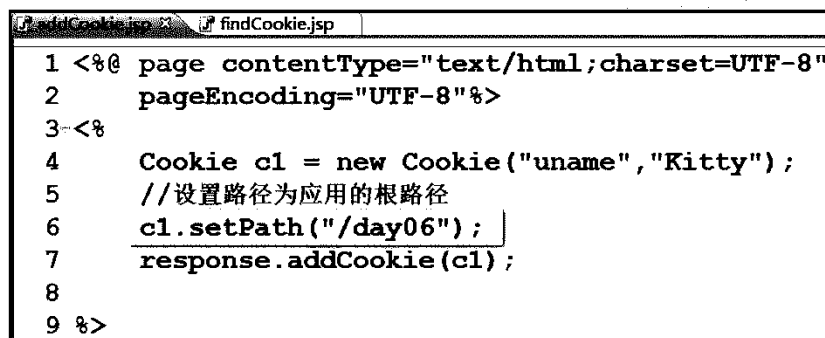 addCookie.jsp findCookie.jsp
1 <%@ page contentType="text/html;charset=UTF-8"
2 pageEncoding="UTF-8"%>
3 <%
4 Cookie c1 = new Cookie("uname","Kitty");
5 //设置路径为应用的根路径
6 c1.setPath("/day06");
7 response.addCookie(c1);
8
9 %>